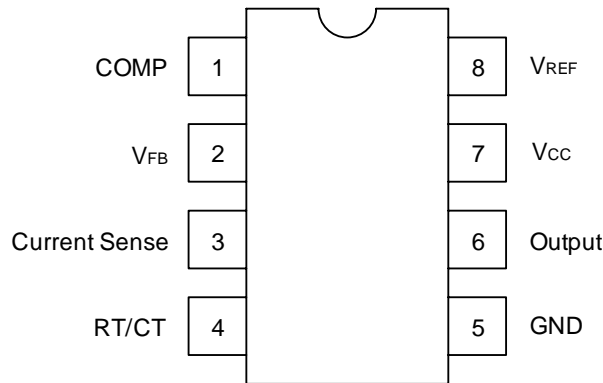 COMP 1 8 VREF
VFB 2 7 VCC
Current Sense 3 6 Output
RT/CT 4 5 GND